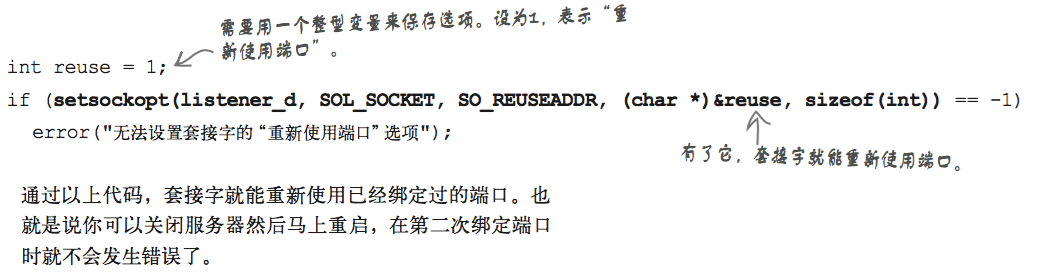 需要用一个整型变量来保存选项。设为1，表示“重
新使用端口”。
int reuse = 1;
if (setsockopt(listener_d, SOL_SOCKET, SO_REUSEADDR, (char *)&reuse, sizeof(int)) == -1)
error("无法设置套接字的“重新使用端口”选项");
有了它，套接字就能重新使用端口。
通过以上代码，套接字就能重新使用已经绑定过的端口。也
就是说你可以关闭服务器然后马上重启，在第二次绑定端口
时就不会发生错误了。